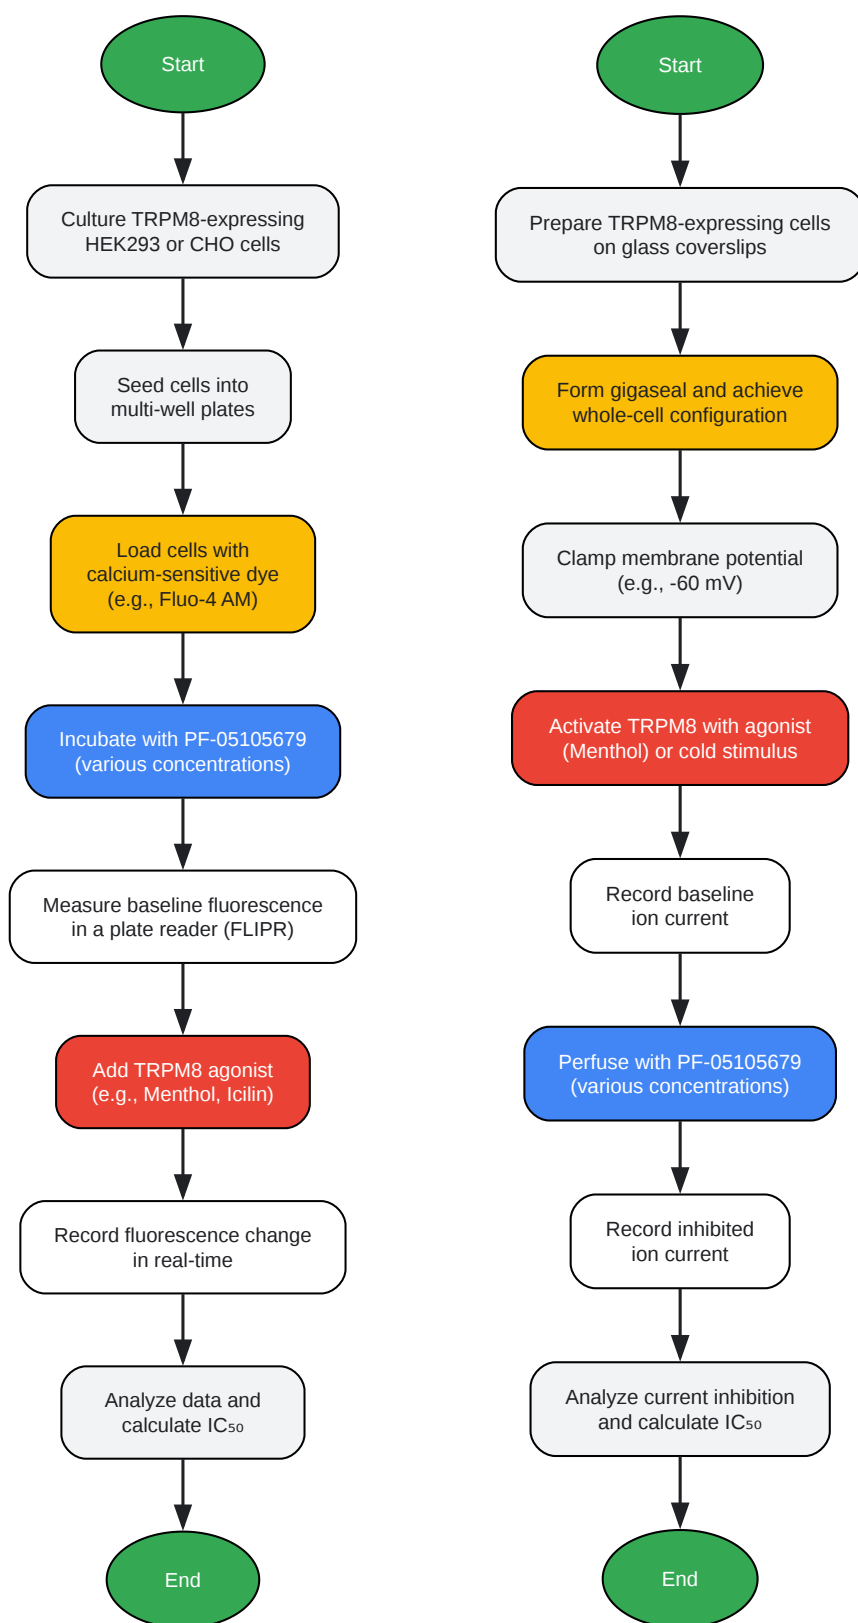 Start
Culture TRPM8-expressing
HEK293 or CHO cells
Seed cells into
multi-well plates
Load cells with
calcium-sensitive dye
(e.g., Fluo-4 AM)
Incubate with PF-05105679
(various concentrations)
Measure baseline fluorescence
in a plate reader (FLIPR)
Add TRPM8 agonist
(e.g., Menthol, Icilin)
Record fluorescence change
in real-time
Analyze data and
calculate IC₅₀
End
Start
Prepare TRPM8-expressing cells
on glass coverslips
Form gigaseal and achieve
whole-cell configuration
Clamp membrane potential
(e.g., -60 mV)
Activate TRPM8 with agonist
(Menthol) or cold stimulus
Record baseline
ion current
Perfuse with PF-05105679
(various concentrations)
Record inhibited
ion current
Analyze current inhibition
and calculate IC₅₀
End